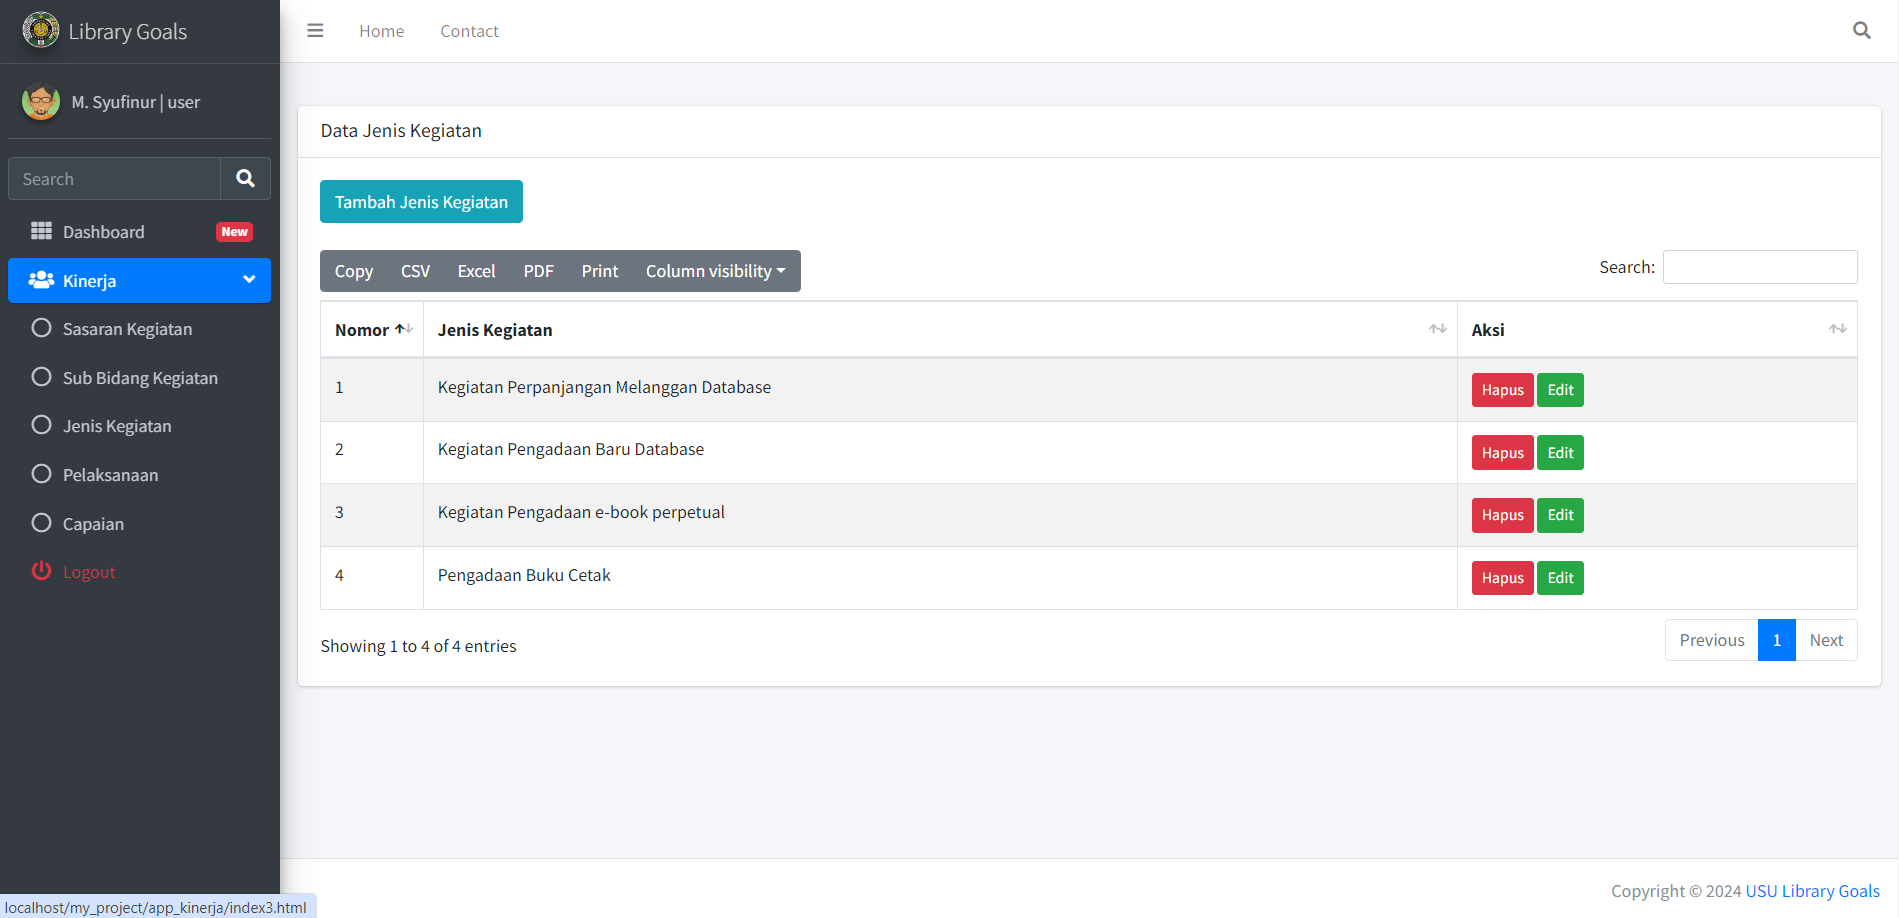 Library Goals
Home
Contact
M. Syufinur | user
Search
Dashboard
New
Kinerja
Sasaran Kegiatan
Sub Bidang Kegiatan
Jenis Kegiatan
Pelaksanaan
Capaian
Logout
Data Jenis Kegiatan
Tambah Jenis Kegiatan
Copy CSV Excel PDF Print Column visibility
Search:
Nomor Jenis Kegiatan Aksi
1 Kegiatan Perpanjangan Melanggan Database Hapus Edit
2 Kegiatan Pengadaan Baru Database Hapus Edit
3 Kegiatan Pengadaan e-book perpetual Hapus Edit
4 Pengadaan Buku Cetak Hapus Edit
Showing 1 to 4 of 4 entries
Previous 1 Next
Copyright © 2024 USU Library Goals
localhost/my_project/app_kinerja/index3.html